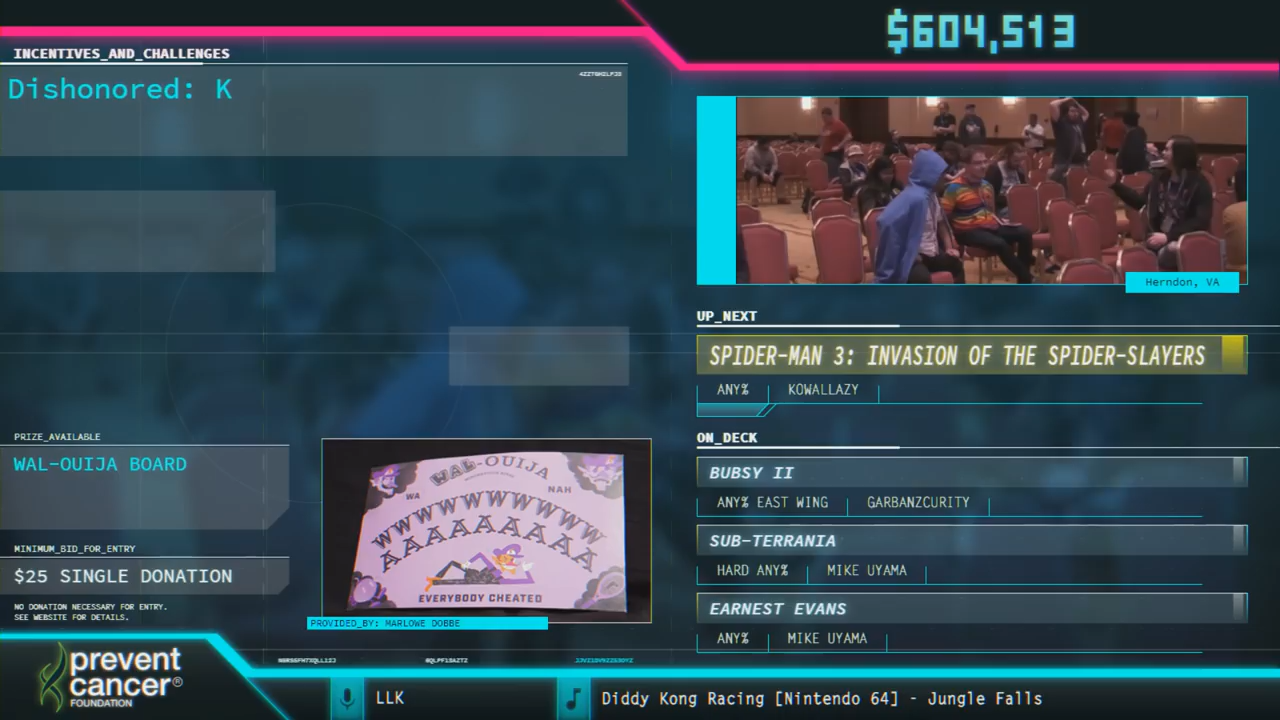 $604,513
INCENTIVES_AND_CHALLENGES
Dishonored: K
Herndon, VA
UP_NEXT
SPIDER-MAN 3: INVASION OF THE SPIDER-SLAYERS
ANY% KOWALLAZY
ON_DECK
BUBSY II
ANY% EAST WING GARBANZCURITY
SUB-TERRANIA
HARD ANY% MIKE UYAMA
EARNEST EVANS
ANY% MIKE UYAMA
PRIZE_AVAILABLE
WAL-OUIJA BOARD
MINIMUM_BID_FOR_ENTRY
$25 SINGLE DONATION
NO DONATION NECESSARY FOR ENTRY.
SEE WEBSITE FOR DETAILS.
WAL-OUIJA
WA NAH
WWWWWWWWWW
AAAAAAAAA
EVERYBODY CHEATED
PROVIDED_BY: MARLOWE DOBBE
prevent
cancer®
FOUNDATION
LLK
Diddy Kong Racing [Nintendo 64] - Jungle Falls